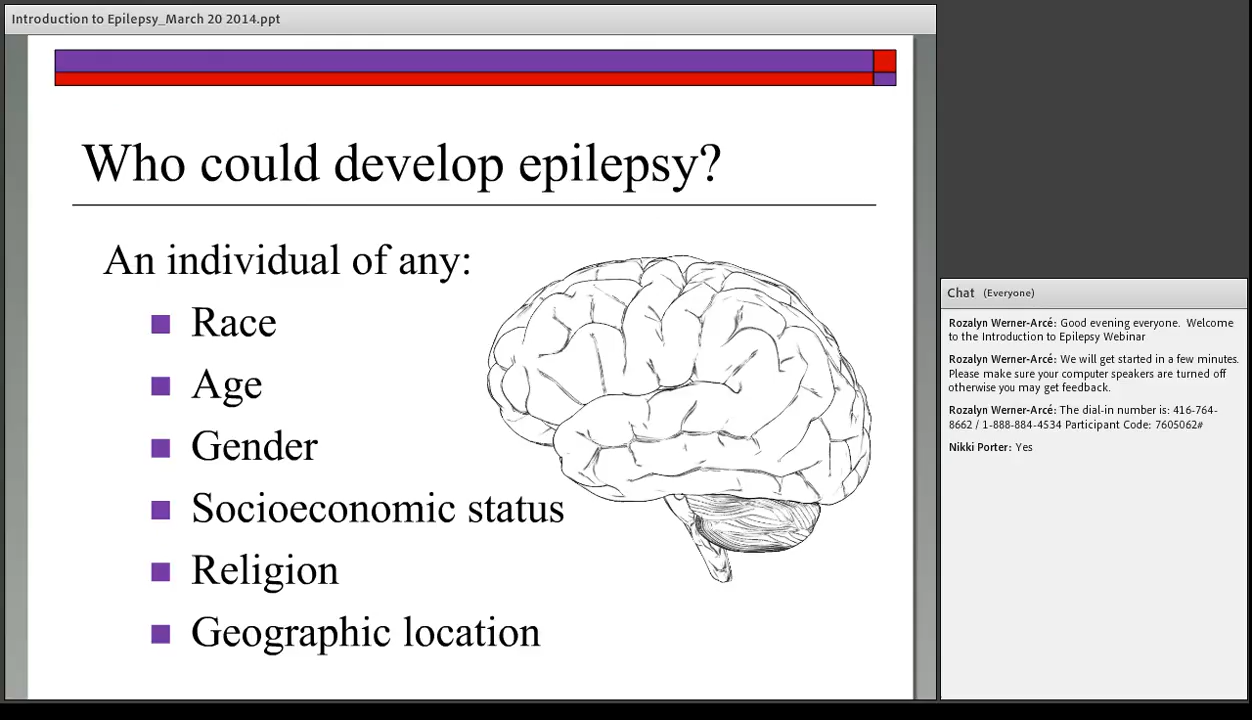 Introduction to Epilepsy_March 20 2014.ppt
Who could develop epilepsy?
An individual of any:
Race
Age
Gender
Socioeconomic status
Religion
Geographic location
Chat (Everyone)
Rozalyn Werner-Arcé: Good evening everyone. Welcome
to the Introduction to Epilepsy Webinar
Rozalyn Werner-Arcé: We will get started in a few minutes.
Please make sure your computer speakers are turned off
otherwise you may get feedback.
Rozalyn Werner-Arcé: The dial-in number is: 416-764-
8662 / 1-888-884-4534 Participant Code: 7605062#
Nikki Porter: Yes